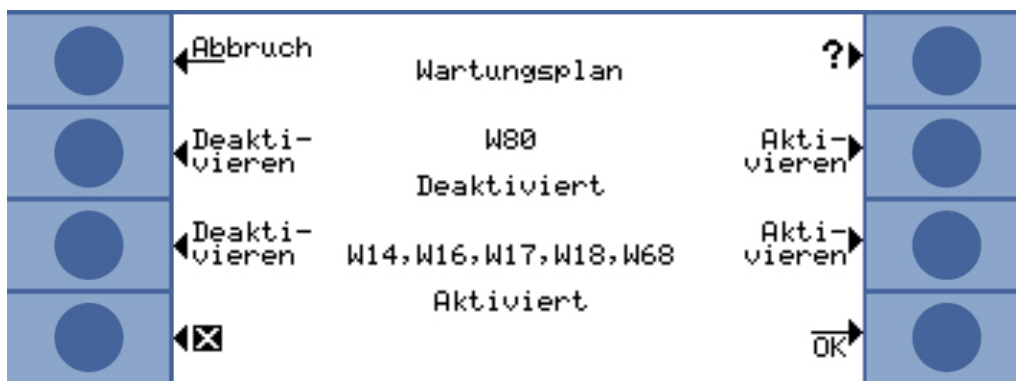 Abbruch
?
Wartungsplan
Deakti-
vieren
W80
Akti-
vieren
Deaktiviert
Deakti-
vieren
W14,W16,W17,W18,W68
Akti-
vieren
Aktiviert
OK